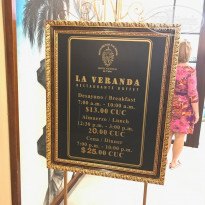 LA VERANDA
RESTAURANTE BUFFET
Desayuno / Breakfast
7:00 a.m. - 10:00 a.m.
$13.00 CUC
Almuerzo - Lunch
12:30 p.m. - 3:00 p.m.
20.00 CUC
Cena / Dinner
7:00 p.m. - 10:00 p.m.
$25.00 CUC